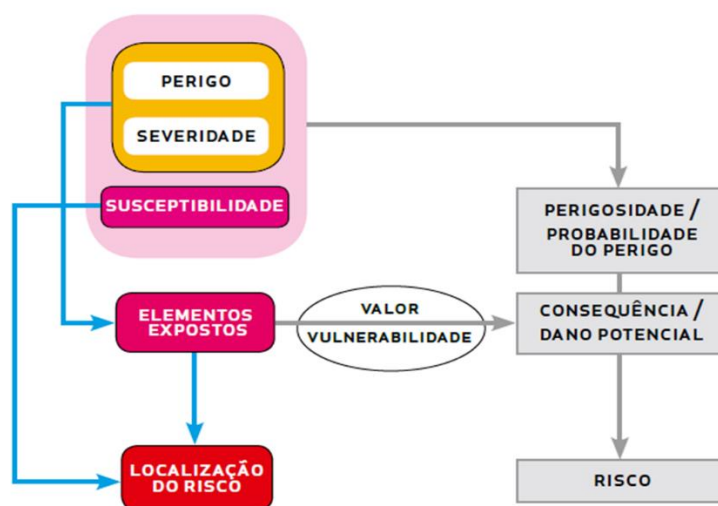 PERIGO
SEVERIDADE
SUSCEPTIBILIDADE
PERIGOSIDADE /
PROBABILIDADE
DO PERIGO
ELEMENTOS
EXPOSTOS
VALOR
VULNERABILIDADE
CONSEQUÊNCIA /
DANO POTENCIAL
LOCALIZAÇÃO
DO RISCO
RISCO